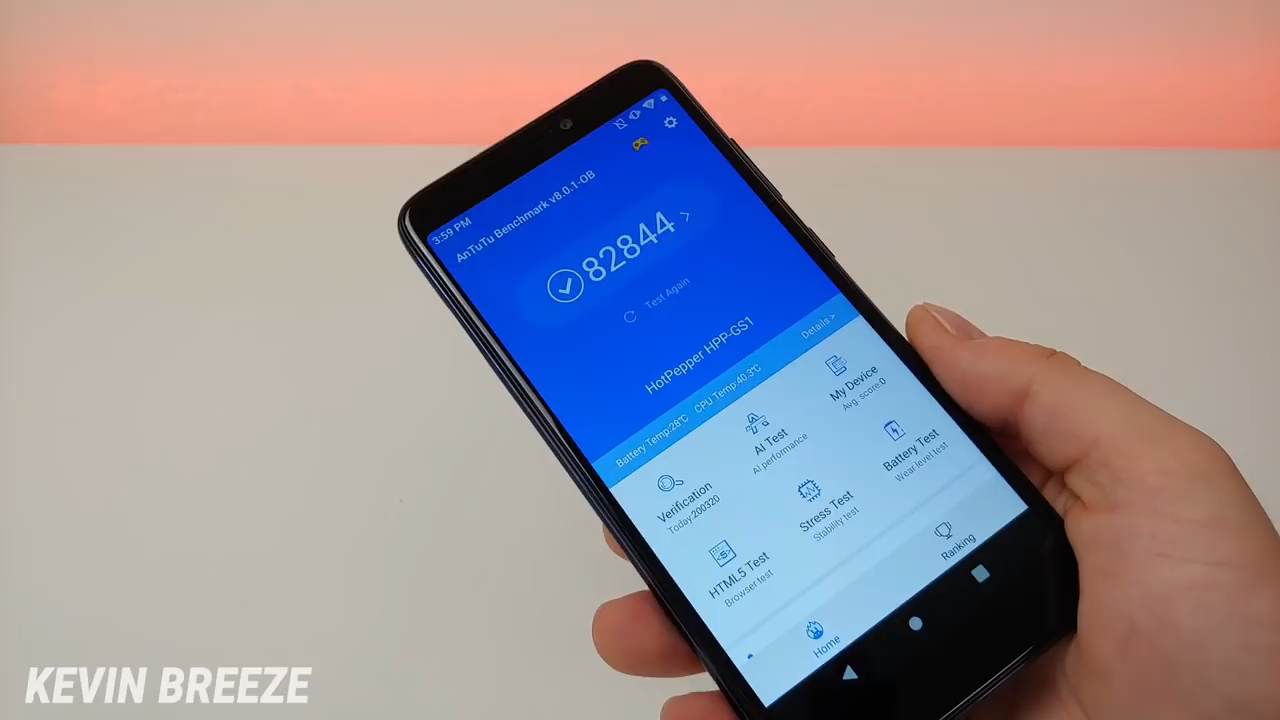 3:59 PM
AnTuTu Benchmark v8.0.1-OB
82844 >
Test Again
HotPepper HPP-GS1
Battery Temp:28℃ CPU Temp:40.3℃ Details >
Verification
Today:200320
AI Test
AI performance
My Device
Avg. score:0
HTML5 Test
Browser test
Stress Test
Stability test
Battery Test
Wear level test
Home
Ranking
KEVIN BREEZE